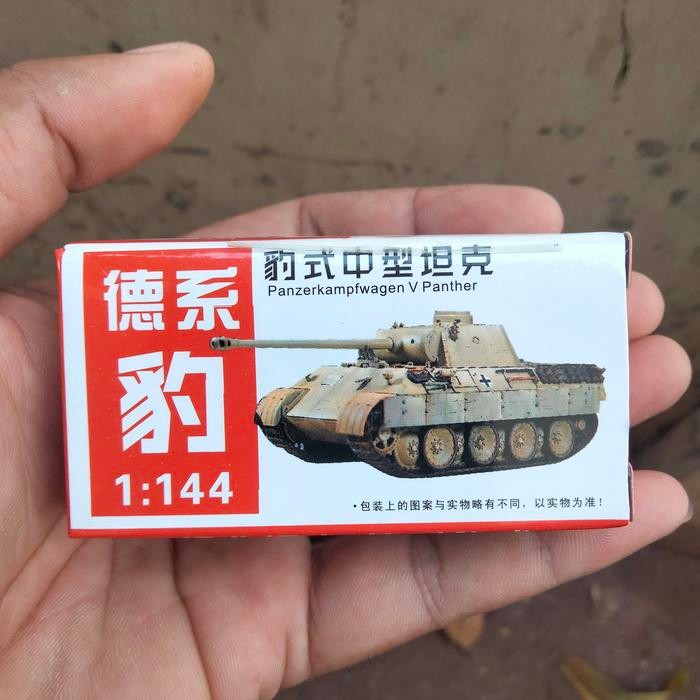 德系
豹
1:144
豹式中型坦克
Panzerkampfwagen V Panther
•包装上的图案与实物略有不同，以实物为准！